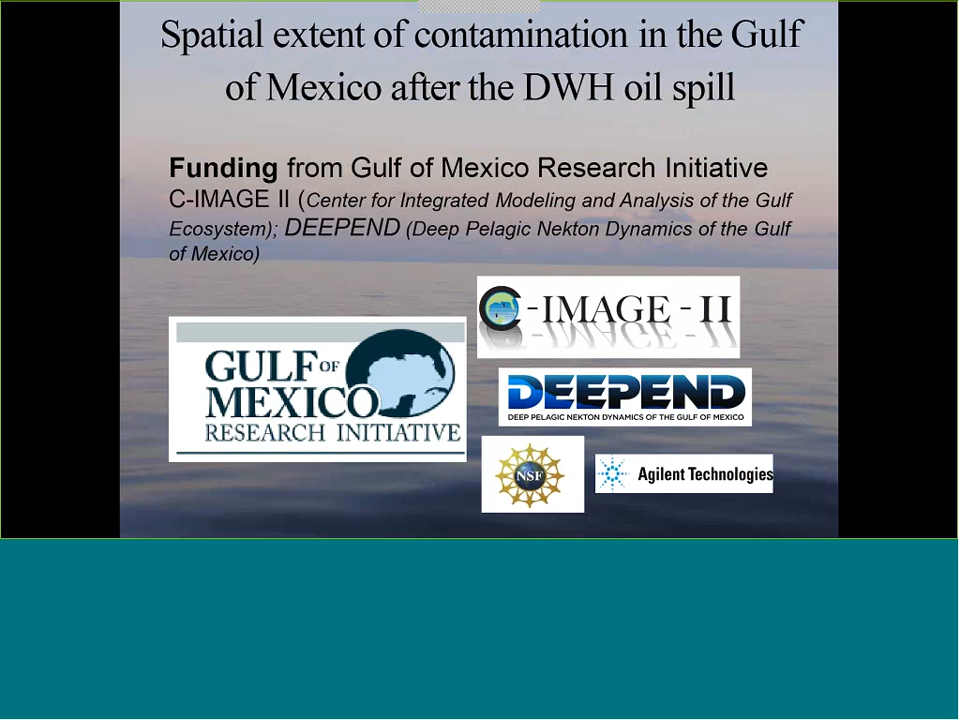 Spatial extent of contamination in the Gulf
of Mexico after the DWH oil spill
Funding from Gulf of Mexico Research Initiative
C-IMAGE II (Center for Integrated Modeling and Analysis of the Gulf
Ecosystem); DEEPEND (Deep Pelagic Nekton Dynamics of the Gulf
of Mexico)
C-IMAGE-II
GULF OF
MEXICO
RESEARCH INITIATIVE
DEEPEND
DEEP PELAGIC NEKTON DYNAMICS OF THE GULF OF MEXICO
NSF
Agilent Technologies